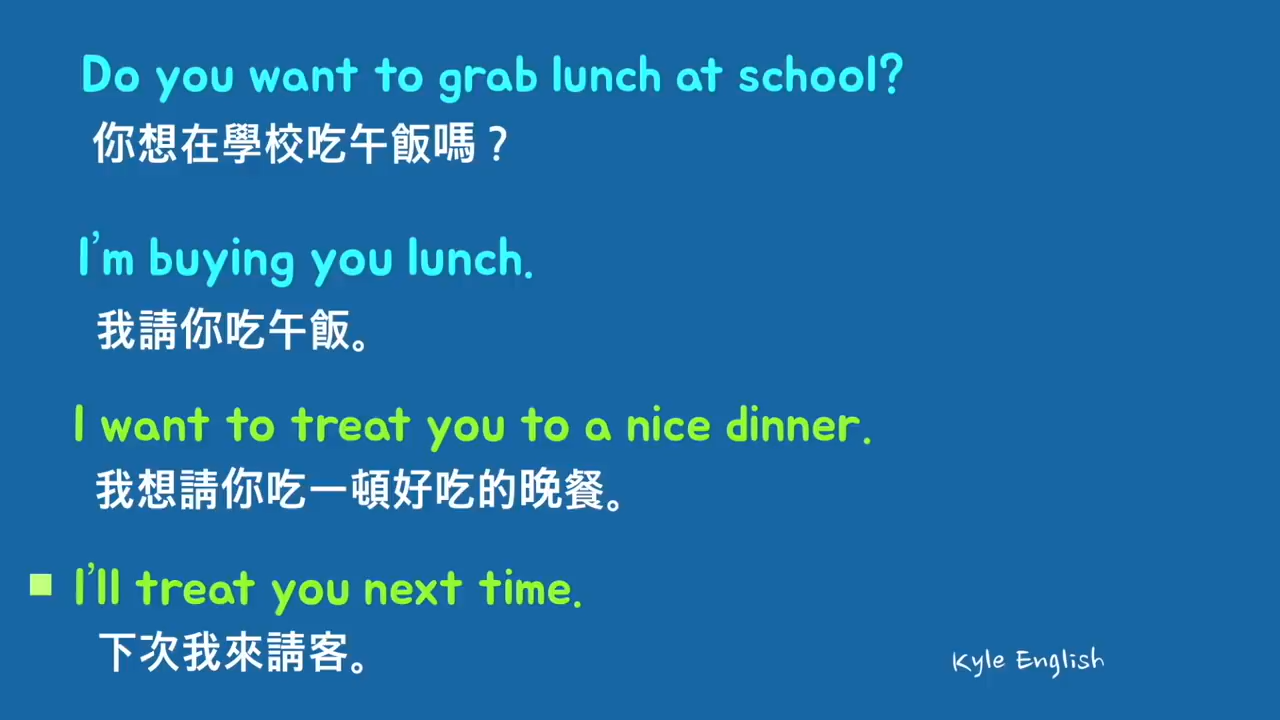 Do you want to grab lunch at school?
你想在學校吃午飯嗎？
I'm buying you lunch.
我請你吃午飯。
I want to treat you to a nice dinner.
我想請你吃一頓好吃的晚餐。
I'll treat you next time.
下次我來請客。
Kyle English